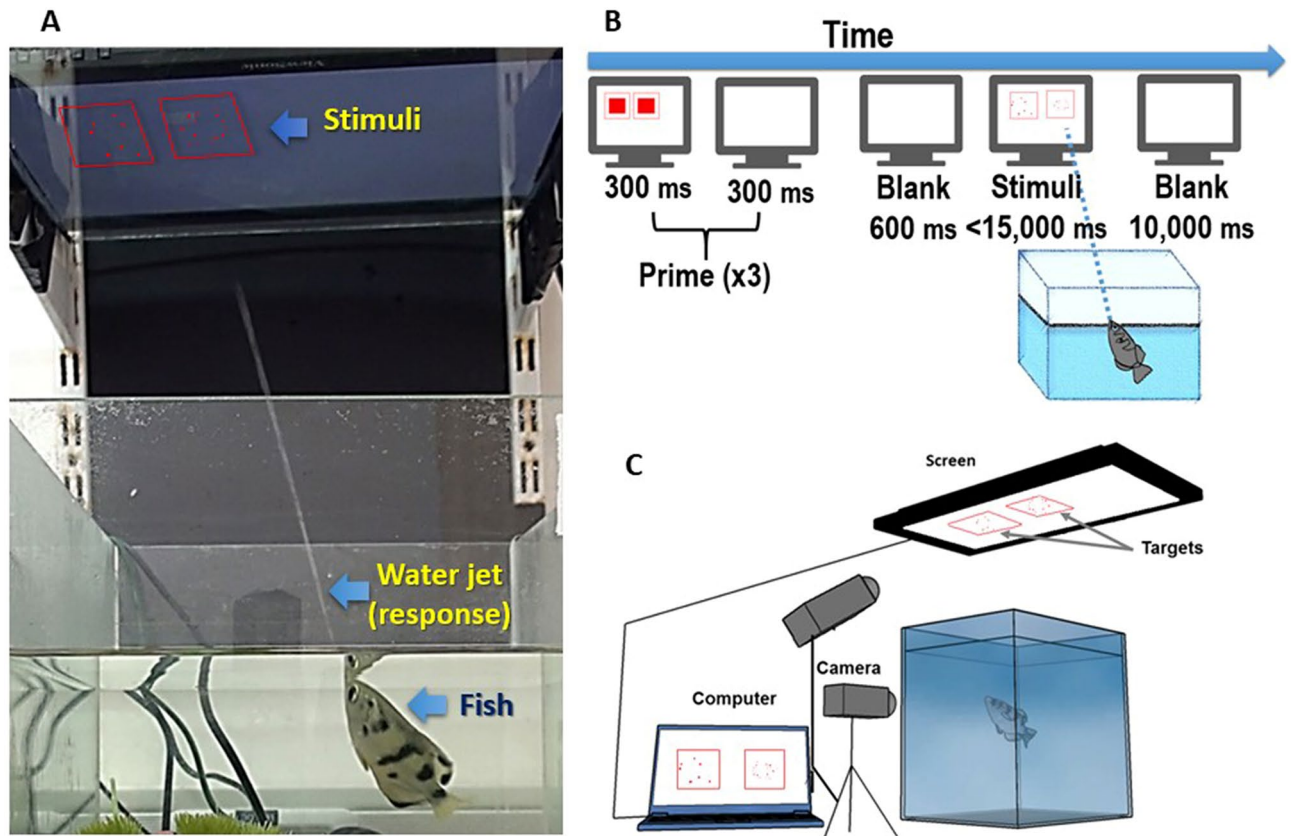 A
ViewSonic
Stimuli
Water jet
(response)
Fish
B
Time
300 ms
300 ms
Blank
Stimuli
Blank
600 ms
<15,000 ms
10,000 ms
Prime (x3)
C
Screen
Targets
Camera
Computer